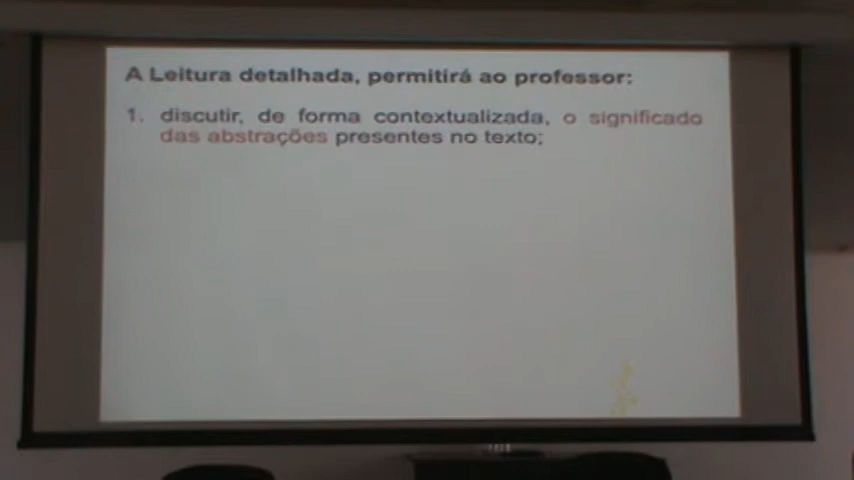 A Leitura detalhada, permitirá ao professor:
1. discutir, de forma contextualizada, o significado
das abstrações presentes no texto;